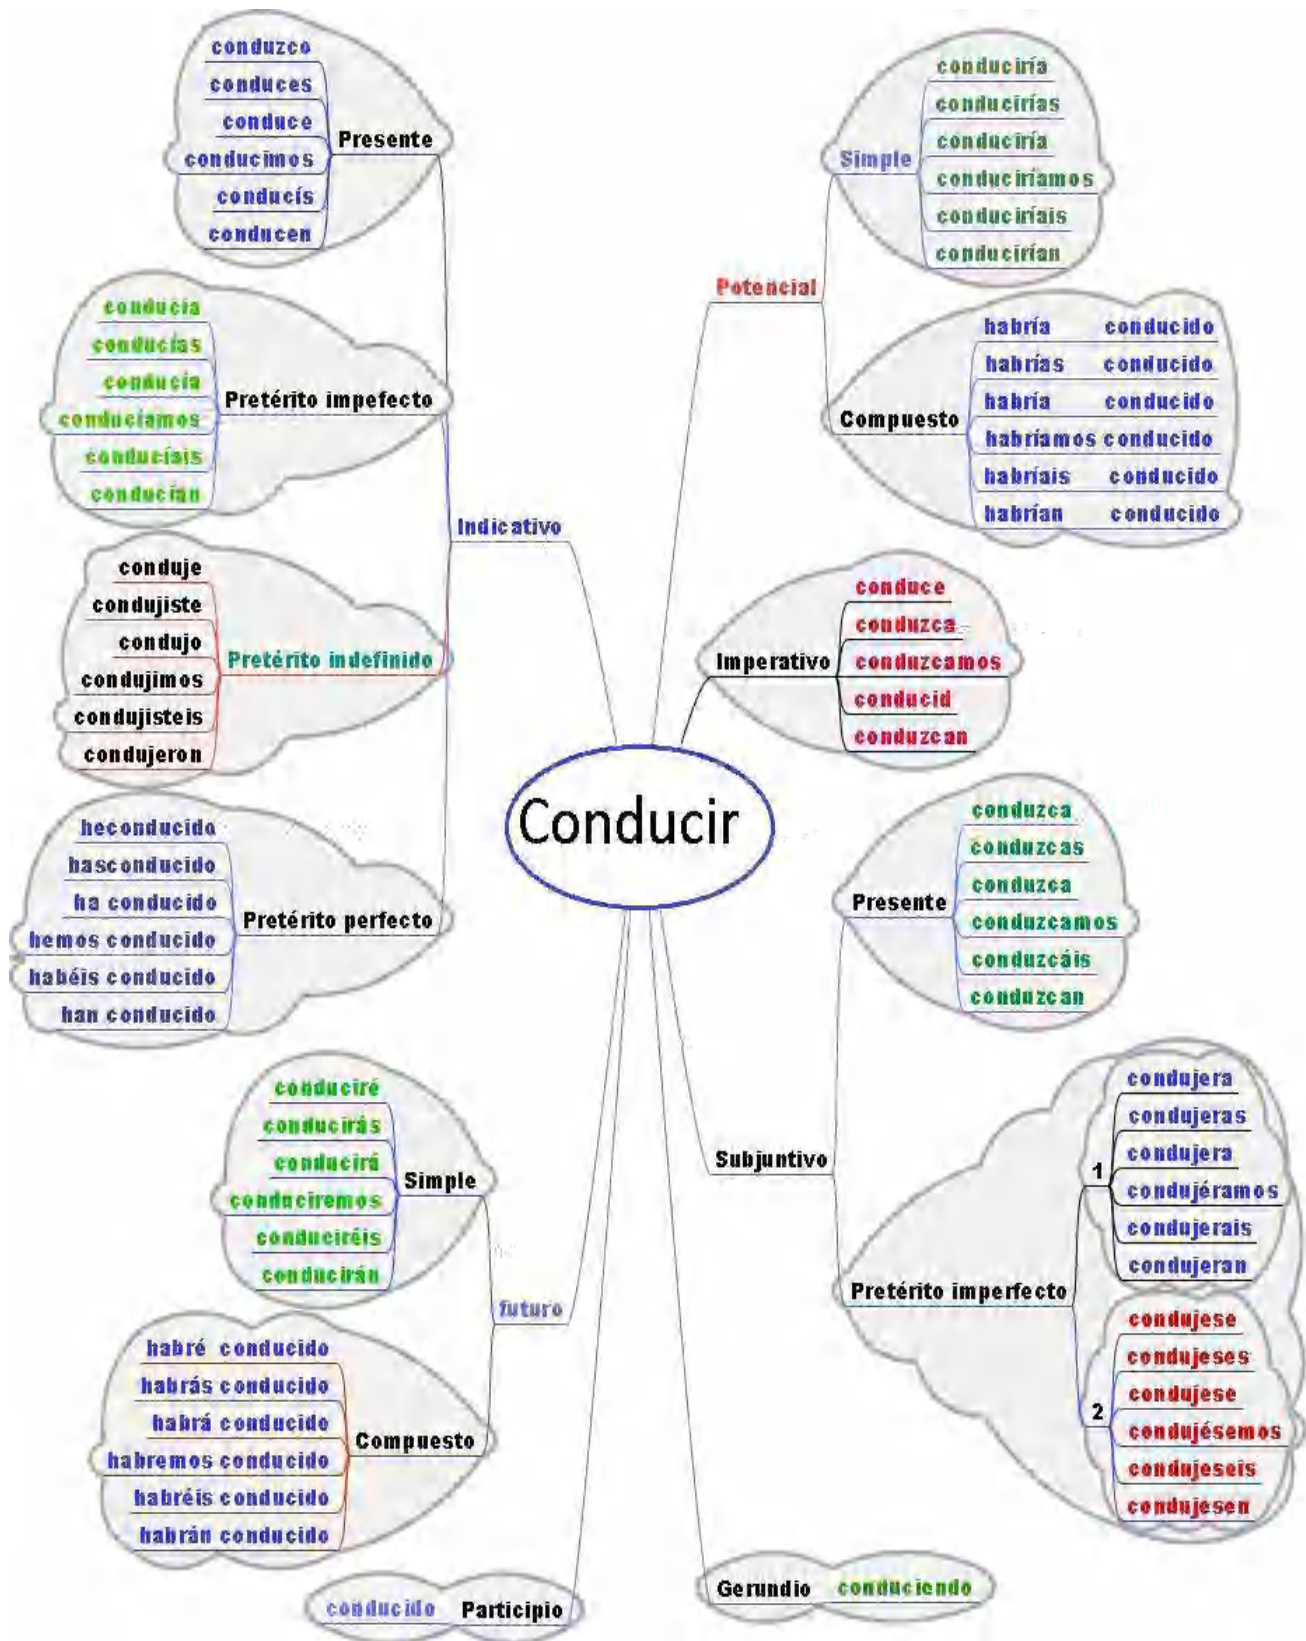 Conducir
Indicativo
Presente
conduzco
conduces
conduce
conducimos
conducís
conducen
Pretérito impefecto
conducía
conducías
conducía
conducíamos
conducíais
conducían
Pretérito indefinido
conduje
condujiste
condujo
condujimos
condujisteis
condujeron
Pretérito perfecto
heconducido
hasconducido
ha conducido
hemos conducido
habéis conducido
han conducido
futuro
Simple
conduciré
conducirás
conducirá
conduciremos
conduciréis
conducirán
Compuesto
habré conducido
habrás conducido
habrá conducido
habremos conducido
habréis conducido
habrán conducido
Participio
conducido
Potencial
Simple
conduciría
conducirías
conduciría
conduciríamos
conduciríais
conducirían
Compuesto
habría conducido
habrías conducido
habría conducido
habríamos conducido
habríais conducido
habrían conducido
Imperativo
conduce
conduzca
conduzcamos
conducid
conduzcan
Subjuntivo
Presente
conduzca
conduzcas
conduzca
conduzcamos
conduzcáis
conduzcan
Pretérito imperfecto
1
condujera
condujeras
condujera
condujéramos
condujerais
condujeran
2
condujese
condujeses
condujese
condujésemos
condujeseis
condujesen
Gerundio
conduciendo